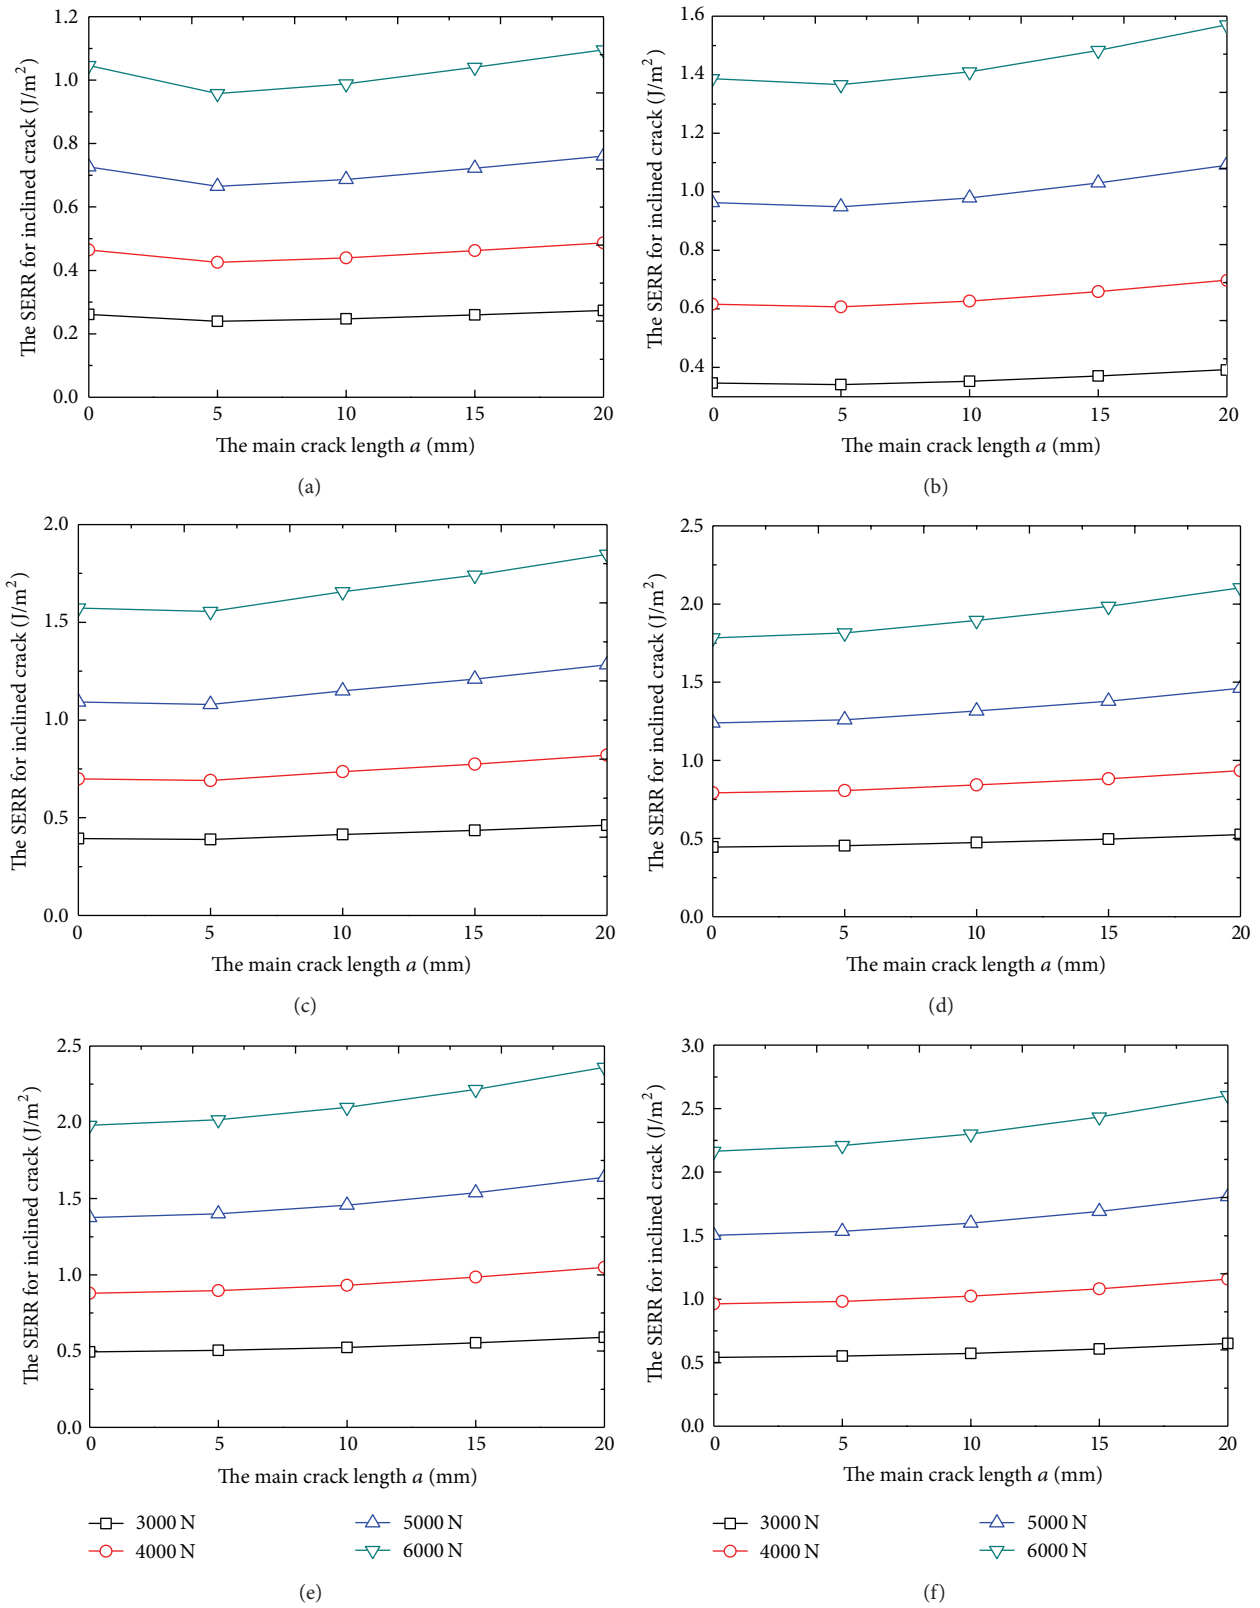 The SERR for inclined crack (J/m²)
1.2
1.0
0.8
0.6
0.4
0.2
0.0
0 5 10 15 20
The main crack length a (mm)
(a)
The SERR for inclined crack (J/m²)
1.6
1.4
1.2
1.0
0.8
0.6
0.4
0 5 10 15 20
The main crack length a (mm)
(b)
The SERR for inclined crack (J/m²)
2.0
1.5
1.0
0.5
0.0
0 5 10 15 20
The main crack length a (mm)
(c)
The SERR for inclined crack (J/m²)
2.5
2.0
1.5
1.0
0.5
0.0
0 5 10 15 20
The main crack length a (mm)
(d)
The SERR for inclined crack (J/m²)
2.5
2.0
1.5
1.0
0.5
0.0
0 5 10 15 20
The main crack length a (mm)
3000 N 5000 N
4000 N 6000 N
(e)
The SERR for inclined crack (J/m²)
3.0
2.5
2.0
1.5
1.0
0.5
0.0
0 5 10 15 20
The main crack length a (mm)
3000 N 5000 N
4000 N 6000 N
(f)